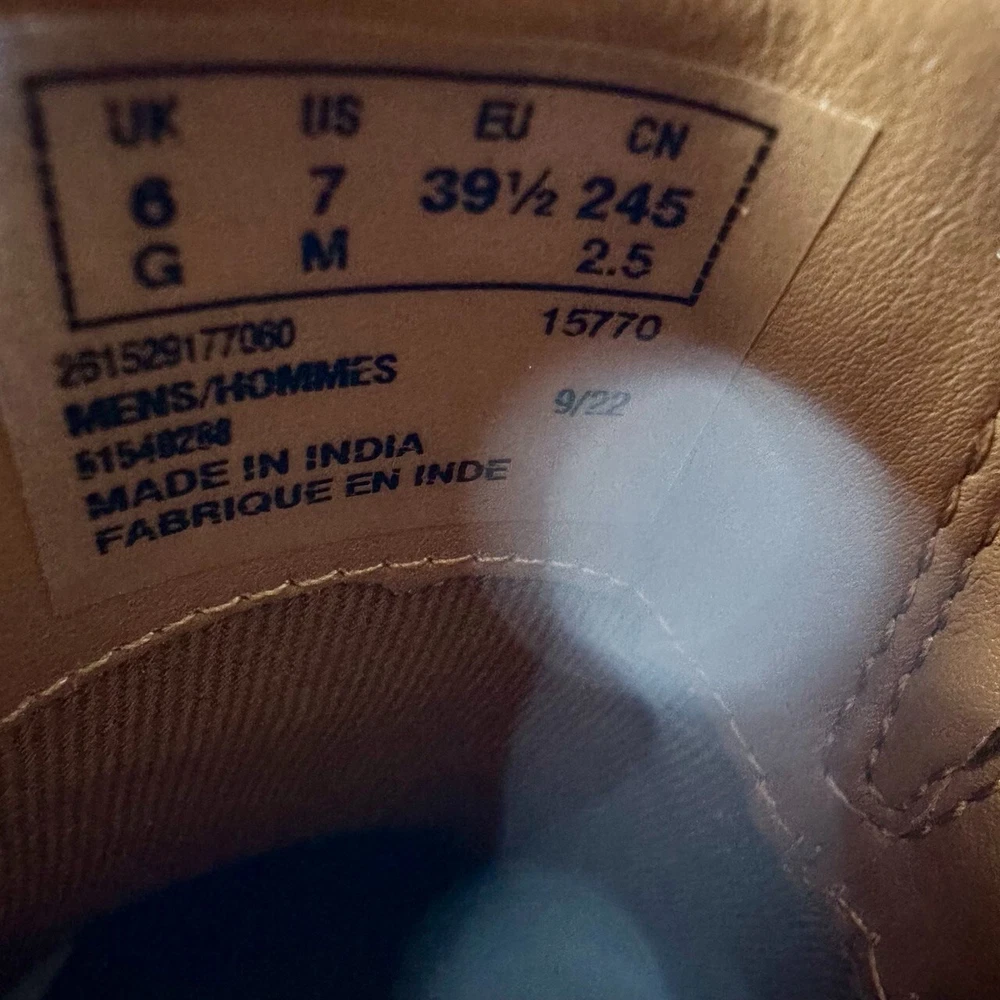 UK US EU CN
6 7 39½ 245
G M 2.5
261529177060 15770
MENS/HOMMES 9/22
MADE IN INDIA
FABRIQUE EN INDE